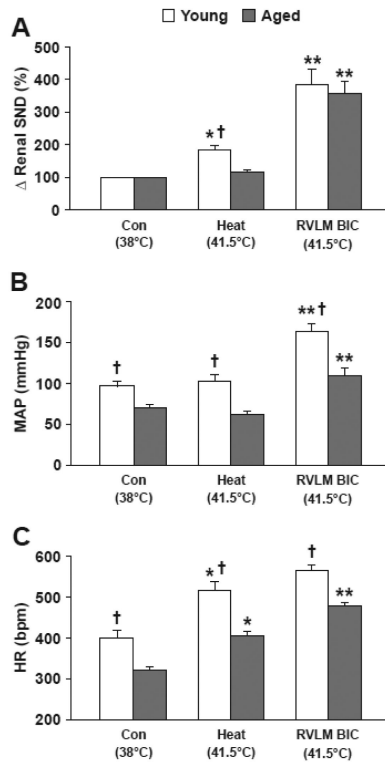 Young Aged
A
Δ Renal SND (%)
500
400
300
200
100
0
*†
**
**
Con
(38°C)
Heat
(41.5°C)
RVLM BIC
(41.5°C)
B
MAP (mmHg)
200
150
100
50
0
†
†
**†
**
Con
(38°C)
Heat
(41.5°C)
RVLM BIC
(41.5°C)
C
HR (bpm)
600
500
400
300
200
†
*†
*
†
**
Con
(38°C)
Heat
(41.5°C)
RVLM BIC
(41.5°C)